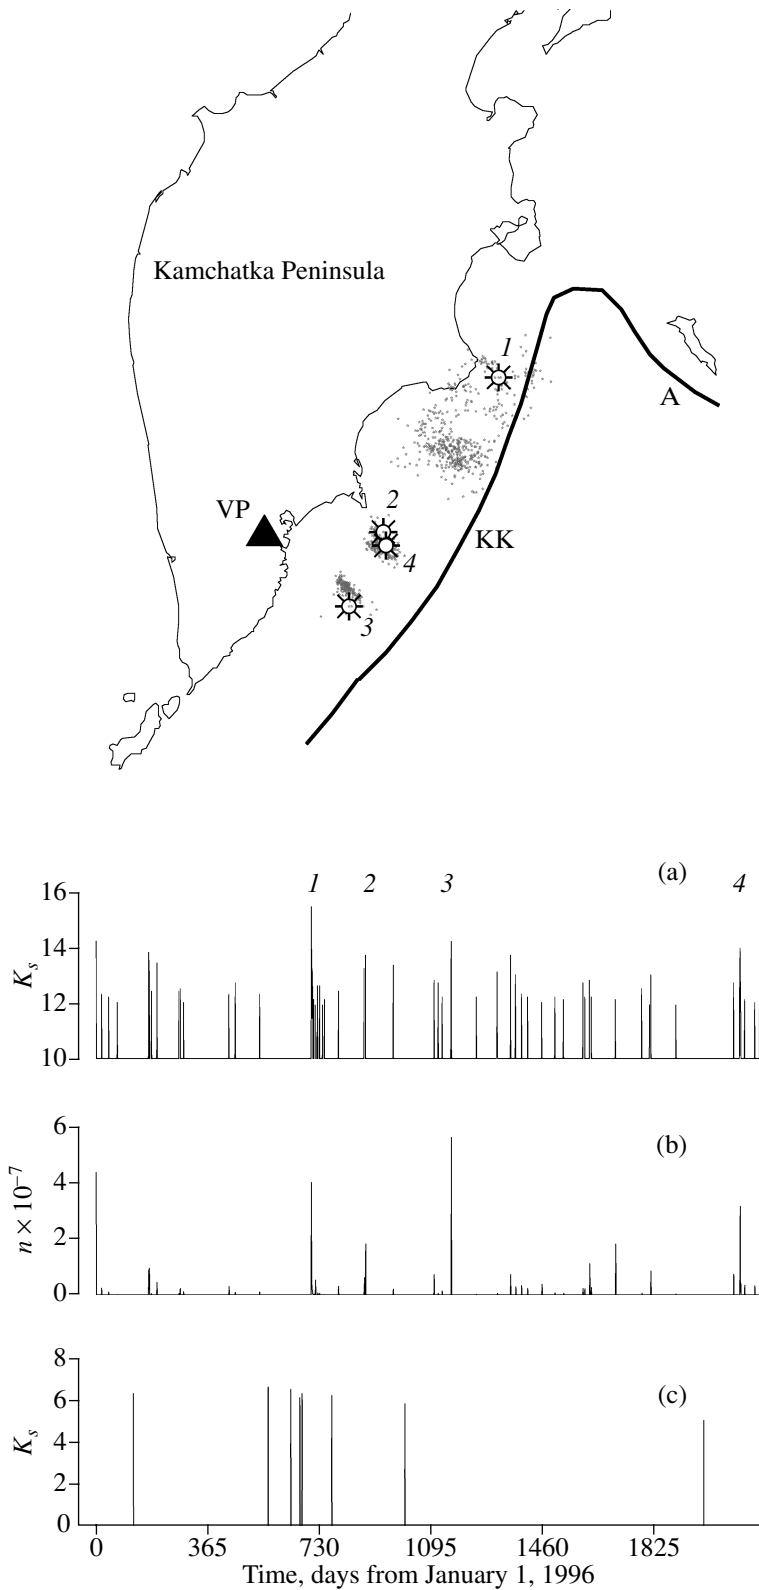 Kamchatka Peninsula
1
A
2
VP
KK
4
3
(a)
1 2 3 4
16
14
12
10
K_s
(b)
6
4
2
0
n × 10⁻⁷
(c)
8
6
4
2
0
K_s
0 365 730 1095 1460 1825
Time, days from January 1, 1996